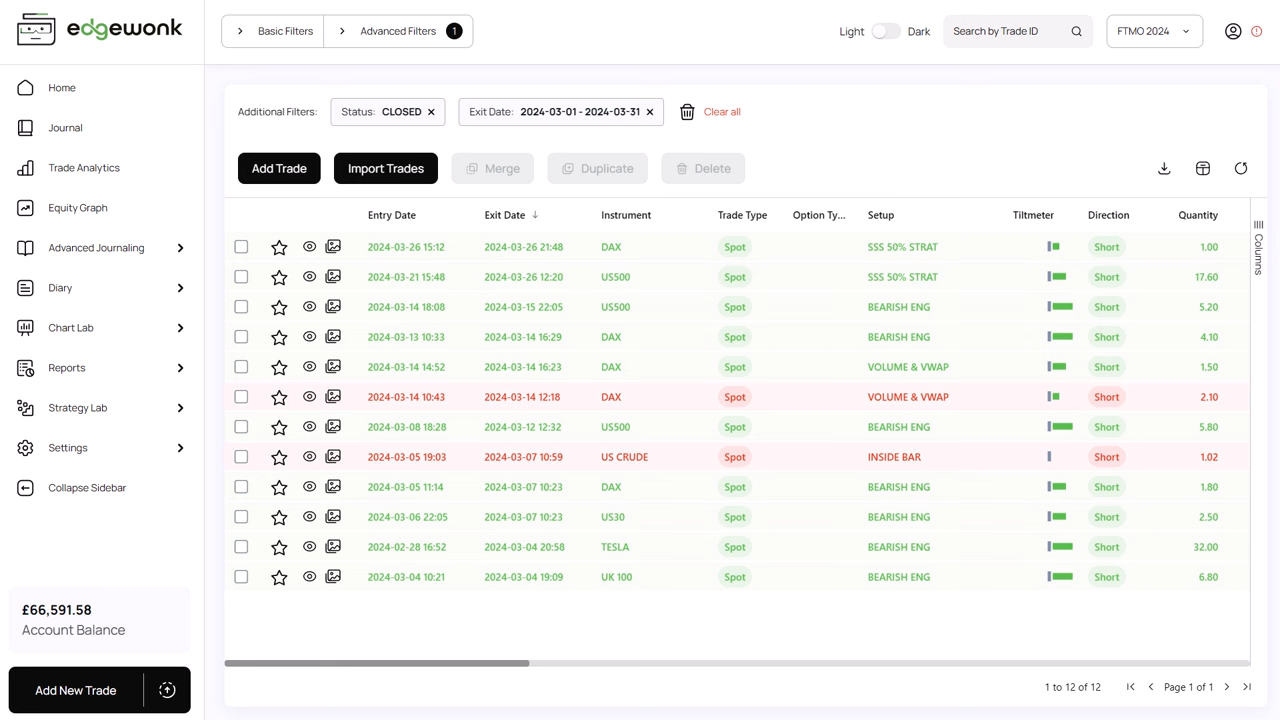 edgewonk
Basic Filters
Advanced Filters 1
Light Dark
Search by Trade ID
FTMO 2024
Home
Journal
Trade Analytics
Equity Graph
Advanced Journaling
Diary
Chart Lab
Reports
Strategy Lab
Settings
Collapse Sidebar
£66,591.58
Account Balance
Add New Trade
Additional Filters: Status: CLOSED Exit Date: 2024-03-01 - 2024-03-31 Clear all
Add Trade Import Trades Merge Duplicate Delete
Entry Date Exit Date Instrument Trade Type Option Ty... Setup Tiltmeter Direction Quantity
2024-03-26 15:12 2024-03-26 21:48 DAX Spot SSS 50% STRAT Short 1.00
2024-03-21 15:48 2024-03-26 12:20 US500 Spot SSS 50% STRAT Short 17.60
2024-03-14 18:08 2024-03-15 22:05 US500 Spot BEARISH ENG Short 5.20
2024-03-13 10:33 2024-03-14 16:29 DAX Spot BEARISH ENG Short 4.10
2024-03-14 14:52 2024-03-14 16:23 DAX Spot VOLUME & VWAP Short 1.50
2024-03-14 10:43 2024-03-14 12:18 DAX Spot VOLUME & VWAP Short 2.10
2024-03-08 18:28 2024-03-12 12:32 US500 Spot BEARISH ENG Short 5.80
2024-03-05 19:03 2024-03-07 10:59 US CRUDE Spot INSIDE BAR Short 1.02
2024-03-05 11:14 2024-03-07 10:23 DAX Spot BEARISH ENG Short 1.80
2024-03-06 22:05 2024-03-07 10:23 US30 Spot BEARISH ENG Short 2.50
2024-02-28 16:52 2024-03-04 20:58 TESLA Spot BEARISH ENG Short 32.00
2024-03-04 10:21 2024-03-04 19:09 UK 100 Spot BEARISH ENG Short 6.80
Columns
1 to 12 of 12 Page 1 of 1